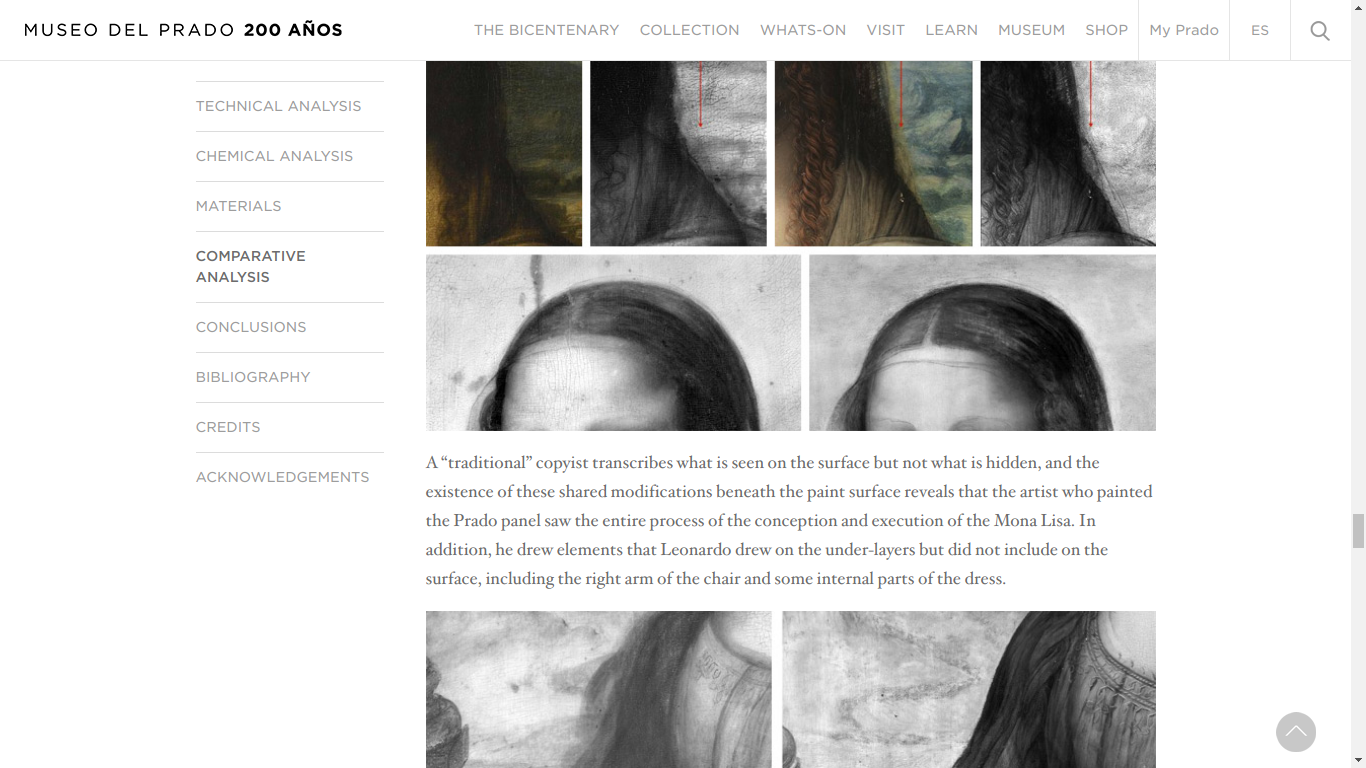 MUSEO DEL PRADO 200 AÑOS
THE BICENTENARY COLLECTION WHATS-ON VISIT LEARN MUSEUM SHOP My Prado ES
TECHNICAL ANALYSIS
CHEMICAL ANALYSIS
MATERIALS
COMPARATIVE
ANALYSIS
CONCLUSIONS
BIBLIOGRAPHY
CREDITS
ACKNOWLEDGEMENTS
A “traditional” copyist transcribes what is seen on the surface but not what is hidden, and the
existence of these shared modifications beneath the paint surface reveals that the artist who painted
the Prado panel saw the entire process of the conception and execution of the Mona Lisa. In
addition, he drew elements that Leonardo drew on the under-layers but did not include on the
surface, including the right arm of the chair and some internal parts of the dress.